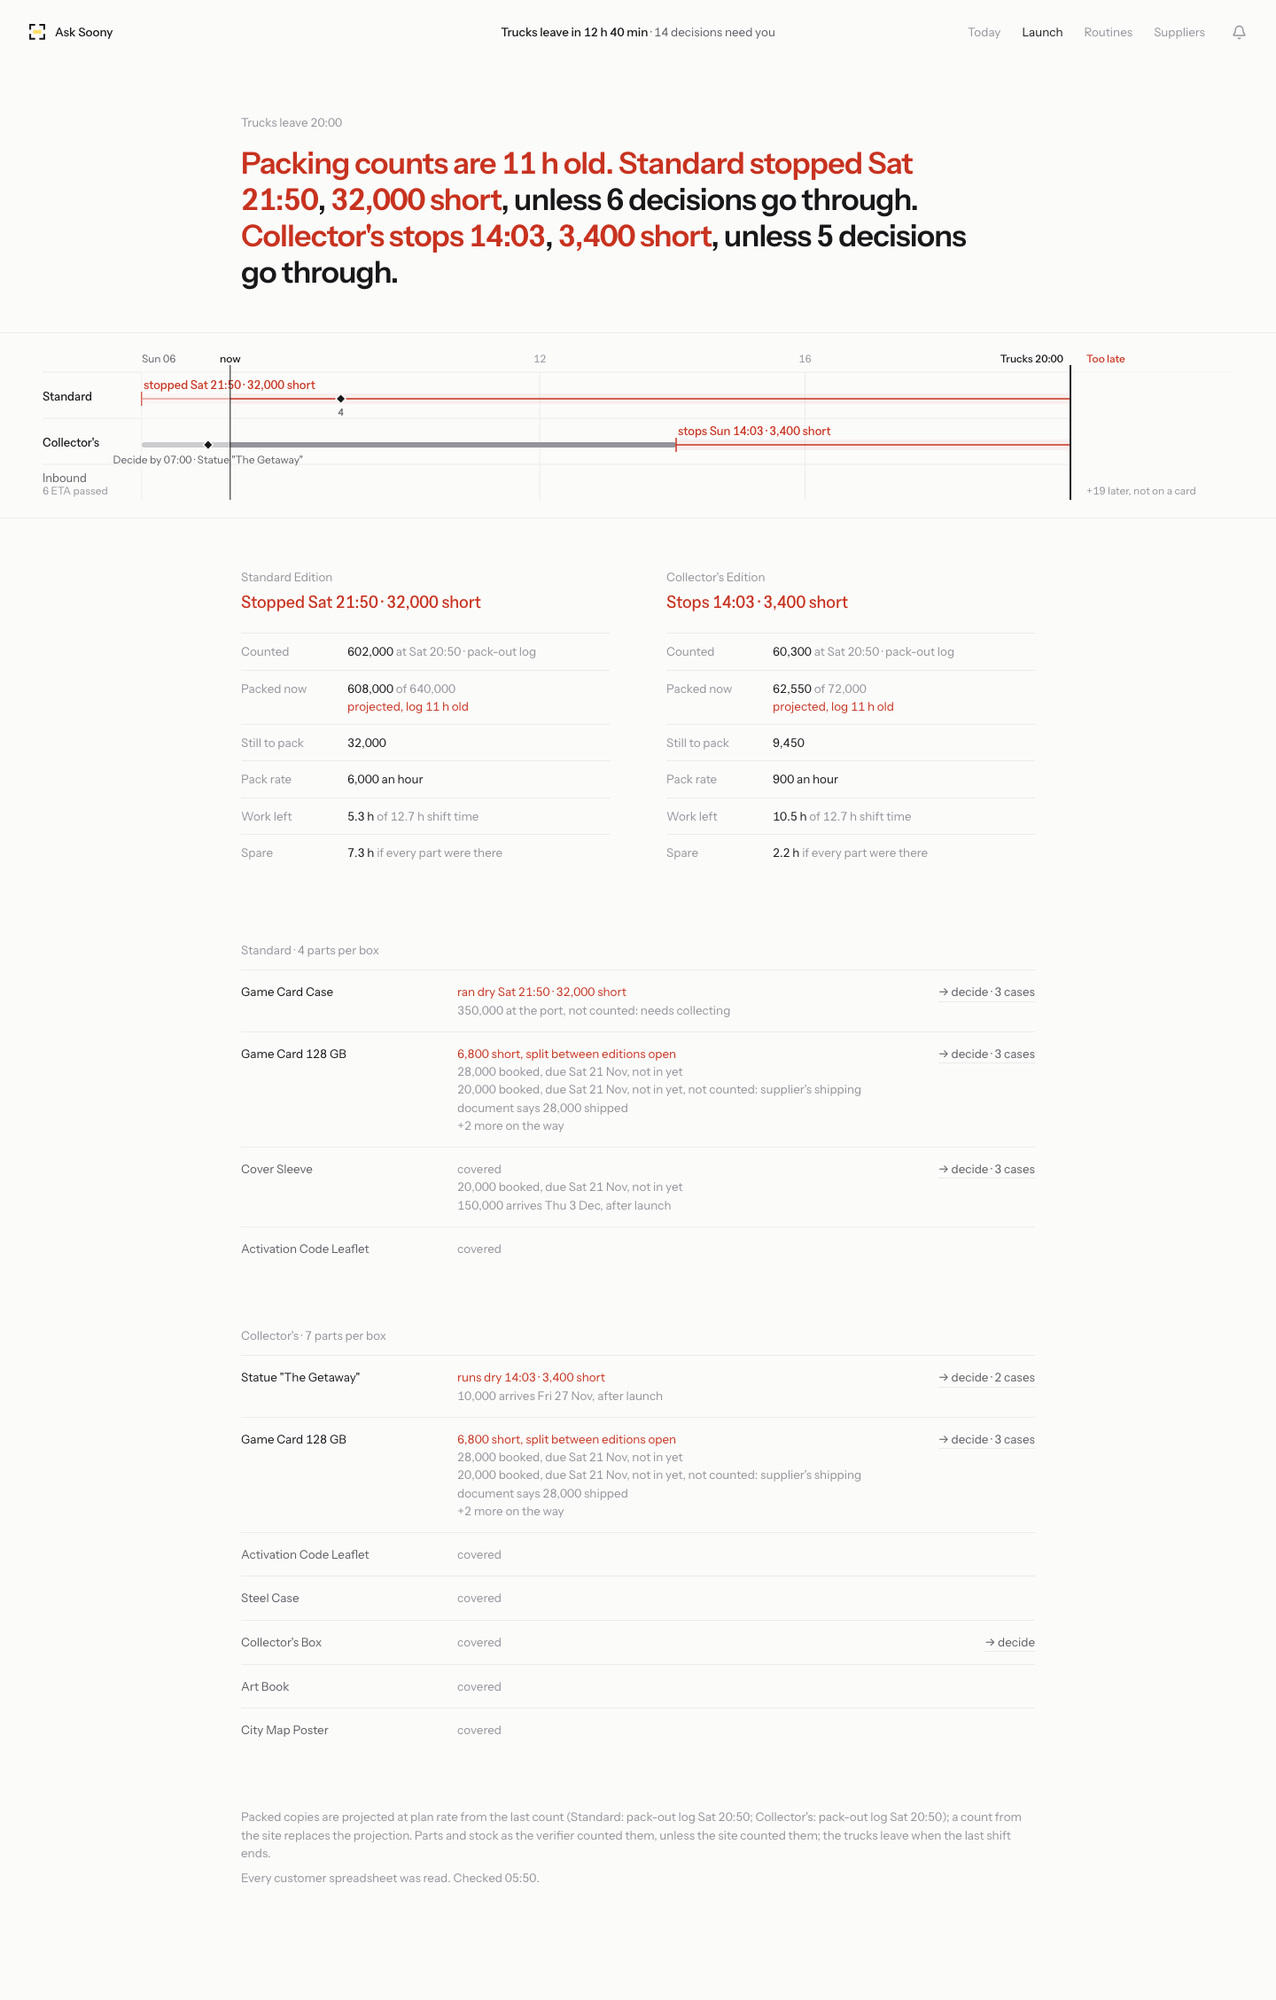 Ask Soony
Trucks leave in 12 h 40 min · 14 decisions need you
Today Launch Routines Suppliers
Trucks leave 20:00
Packing counts are 11 h old. Standard stopped Sat
21:50, 32,000 short, unless 6 decisions go through.
Collector's stops 14:03, 3,400 short, unless 5 decisions
go through.
Sun 06 now 12 16 Trucks 20:00 Too late
stopped Sat 21:50 · 32,000 short
Standard
4
stops Sun 14:03 · 3,400 short
Collector's
Decide by 07:00 · Statue "The Getaway"
Inbound
6 ETA passed
+19 later, not on a card
Standard Edition
Stopped Sat 21:50 · 32,000 short
Counted 602,000 at Sat 20:50 · pack-out log
Packed now 608,000 of 640,000
projected, log 11 h old
Still to pack 32,000
Pack rate 6,000 an hour
Work left 5.3 h of 12.7 h shift time
Spare 7.3 h if every part were there
Collector's Edition
Stops 14:03 · 3,400 short
Counted 60,300 at Sat 20:50 · pack-out log
Packed now 62,550 of 72,000
projected, log 11 h old
Still to pack 9,450
Pack rate 900 an hour
Work left 10.5 h of 12.7 h shift time
Spare 2.2 h if every part were there
Standard · 4 parts per box
Game Card Case ran dry Sat 21:50 · 32,000 short → decide · 3 cases
350,000 at the port, not counted: needs collecting
Game Card 128 GB 6,800 short, split between editions open → decide · 3 cases
28,000 booked, due Sat 21 Nov, not in yet
20,000 booked, due Sat 21 Nov, not in yet, not counted: supplier's shipping
document says 28,000 shipped
+2 more on the way
Cover Sleeve covered → decide · 3 cases
20,000 booked, due Sat 21 Nov, not in yet
150,000 arrives Thu 3 Dec, after launch
Activation Code Leaflet covered
Collector's · 7 parts per box
Statue "The Getaway" runs dry 14:03 · 3,400 short → decide · 2 cases
10,000 arrives Fri 27 Nov, after launch
Game Card 128 GB 6,800 short, split between editions open → decide · 3 cases
28,000 booked, due Sat 21 Nov, not in yet
20,000 booked, due Sat 21 Nov, not in yet, not counted: supplier's shipping
document says 28,000 shipped
+2 more on the way
Activation Code Leaflet covered
Steel Case covered
Collector's Box covered → decide
Art Book covered
City Map Poster covered
Packed copies are projected at plan rate from the last count (Standard: pack-out log Sat 20:50; Collector's: pack-out log Sat 20:50); a count from
the site replaces the projection. Parts and stock as the verifier counted them, unless the site counted them; the trucks leave when the last shift
ends.
Every customer spreadsheet was read. Checked 05:50.